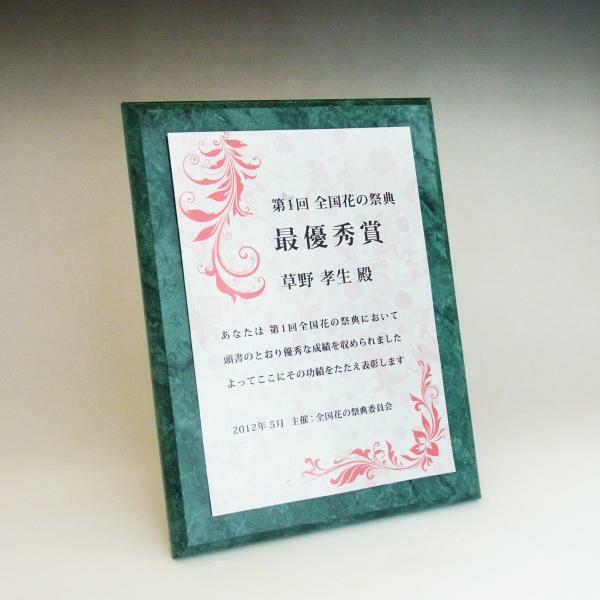 第1回 全国花の祭典
最優秀賞
草野 孝生 殿
あなたは 第1回全国花の祭典において
頭書のとおり優秀な成績を収められました
よってここにその功績をたたえ表彰します
2012年 5月 主催：全国花の祭典委員会